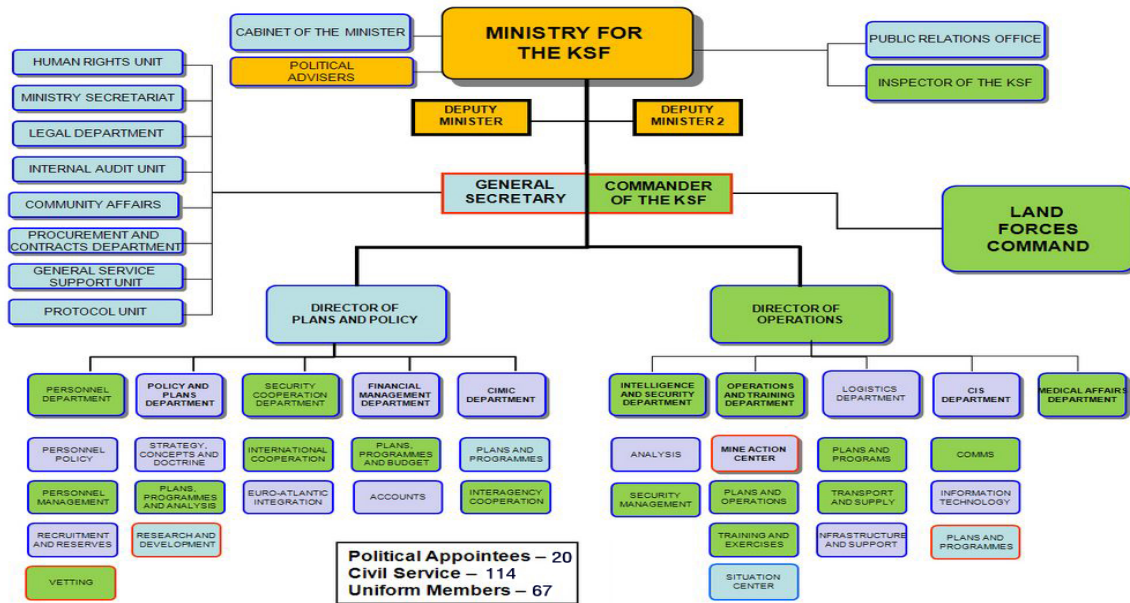 CABINET OF THE MINISTER
POLITICAL
ADVISERS
MINISTRY FOR
THE KSF
PUBLIC RELATIONS OFFICE
INSPECTOR OF THE KSF
DEPUTY
MINISTER
DEPUTY
MINISTER 2
HUMAN RIGHTS UNIT
MINISTRY SECRETARIAT
LEGAL DEPARTMENT
INTERNAL AUDIT UNIT
COMMUNITY AFFAIRS
PROCUREMENT AND
CONTRACTS DEPARTMENT
GENERAL SERVICE
SUPPORT UNIT
PROTOCOL UNIT
GENERAL
SECRETARY
COMMANDER
OF THE KSF
LAND
FORCES
COMMAND
DIRECTOR OF
PLANS AND POLICY
DIRECTOR OF
OPERATIONS
PERSONNEL
DEPARTMENT
POLICY AND
PLANS
DEPARTMENT
SECURITY
COOPERATION
DEPARTMENT
FINANCIAL
MANAGEMENT
DEPARTMENT
CIMIC
DEPARTMENT
INTELLIGENCE
AND SECURITY
DEPARTMENT
OPERATIONS
AND TRAINING
DEPARTMENT
LOGISTICS
DEPARTMENT
CIS
DEPARTMENT
MEDICAL AFFAIRS
DEPARTMENT
PERSONNEL
POLICY
STRATEGY,
CONCEPTS AND
DOCTRINE
INTERNATIONAL
COOPERATION
PLANS,
PROGRAMMES
AND BUDGET
PLANS AND
PROGRAMMES
ANALYSIS
MINE ACTION
CENTER
PLANS AND
PROGRAMS
COMMS
PERSONNEL
MANAGEMENT
PLANS,
PROGRAMMES
AND ANALYSIS
EURO-ATLANTIC
INTEGRATION
ACCOUNTS
INTERAGENCY
COOPERATION
SECURITY
MANAGEMENT
PLANS AND
OPERATIONS
TRANSPORT
AND SUPPLY
INFORMATION
TECHNOLOGY
RECRUITMENT
AND RESERVES
RESEARCH AND
DEVELOPMENT
TRAINING AND
EXERCISES
INFRASTRUCTURE
AND SUPPORT
PLANS AND
PROGRAMMES
VETTING
SITUATION
CENTER
Political Appointees – 20
Civil Service – 114
Uniform Members – 67